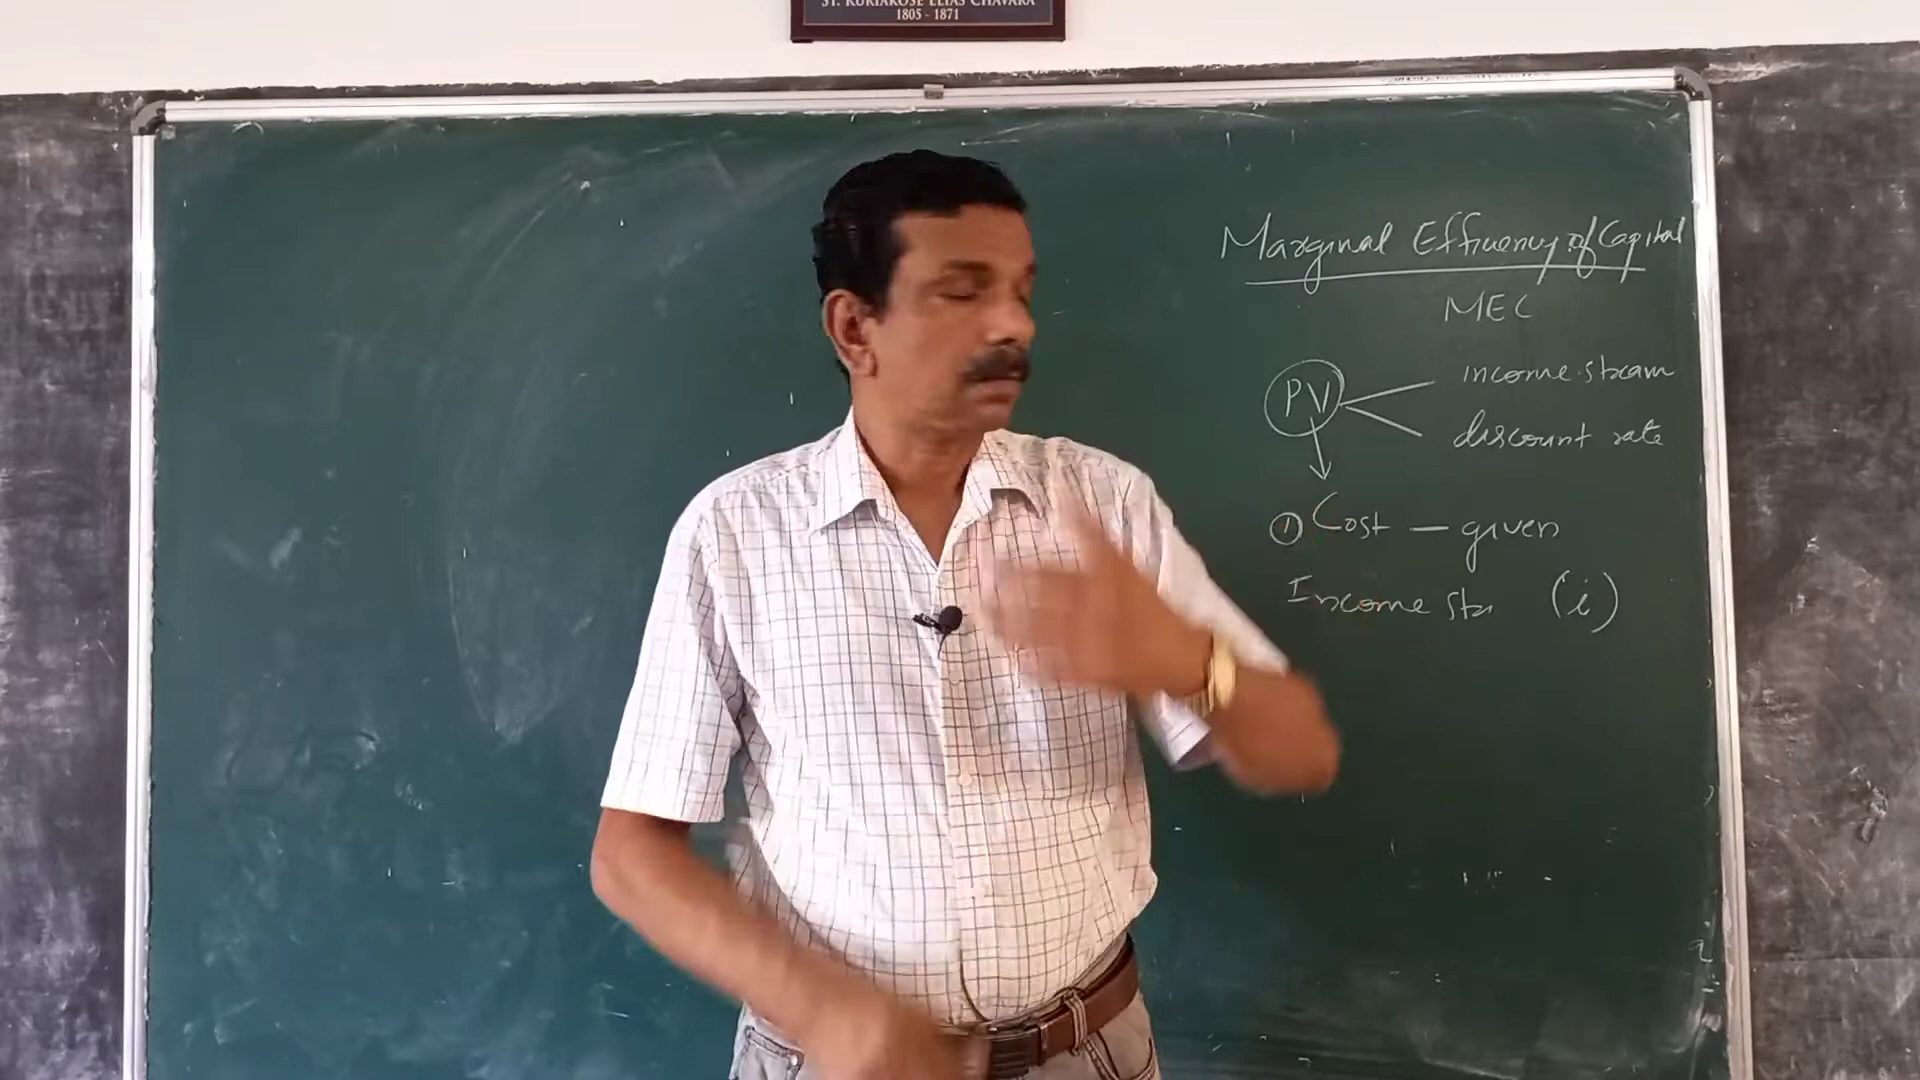 ST. KURIAKOSE ELIAS CHAVARA
1805 - 1871
Marginal Efficiency of Capital
MEC
PV
income stream
discount rate
① Cost — given
Income str (i)